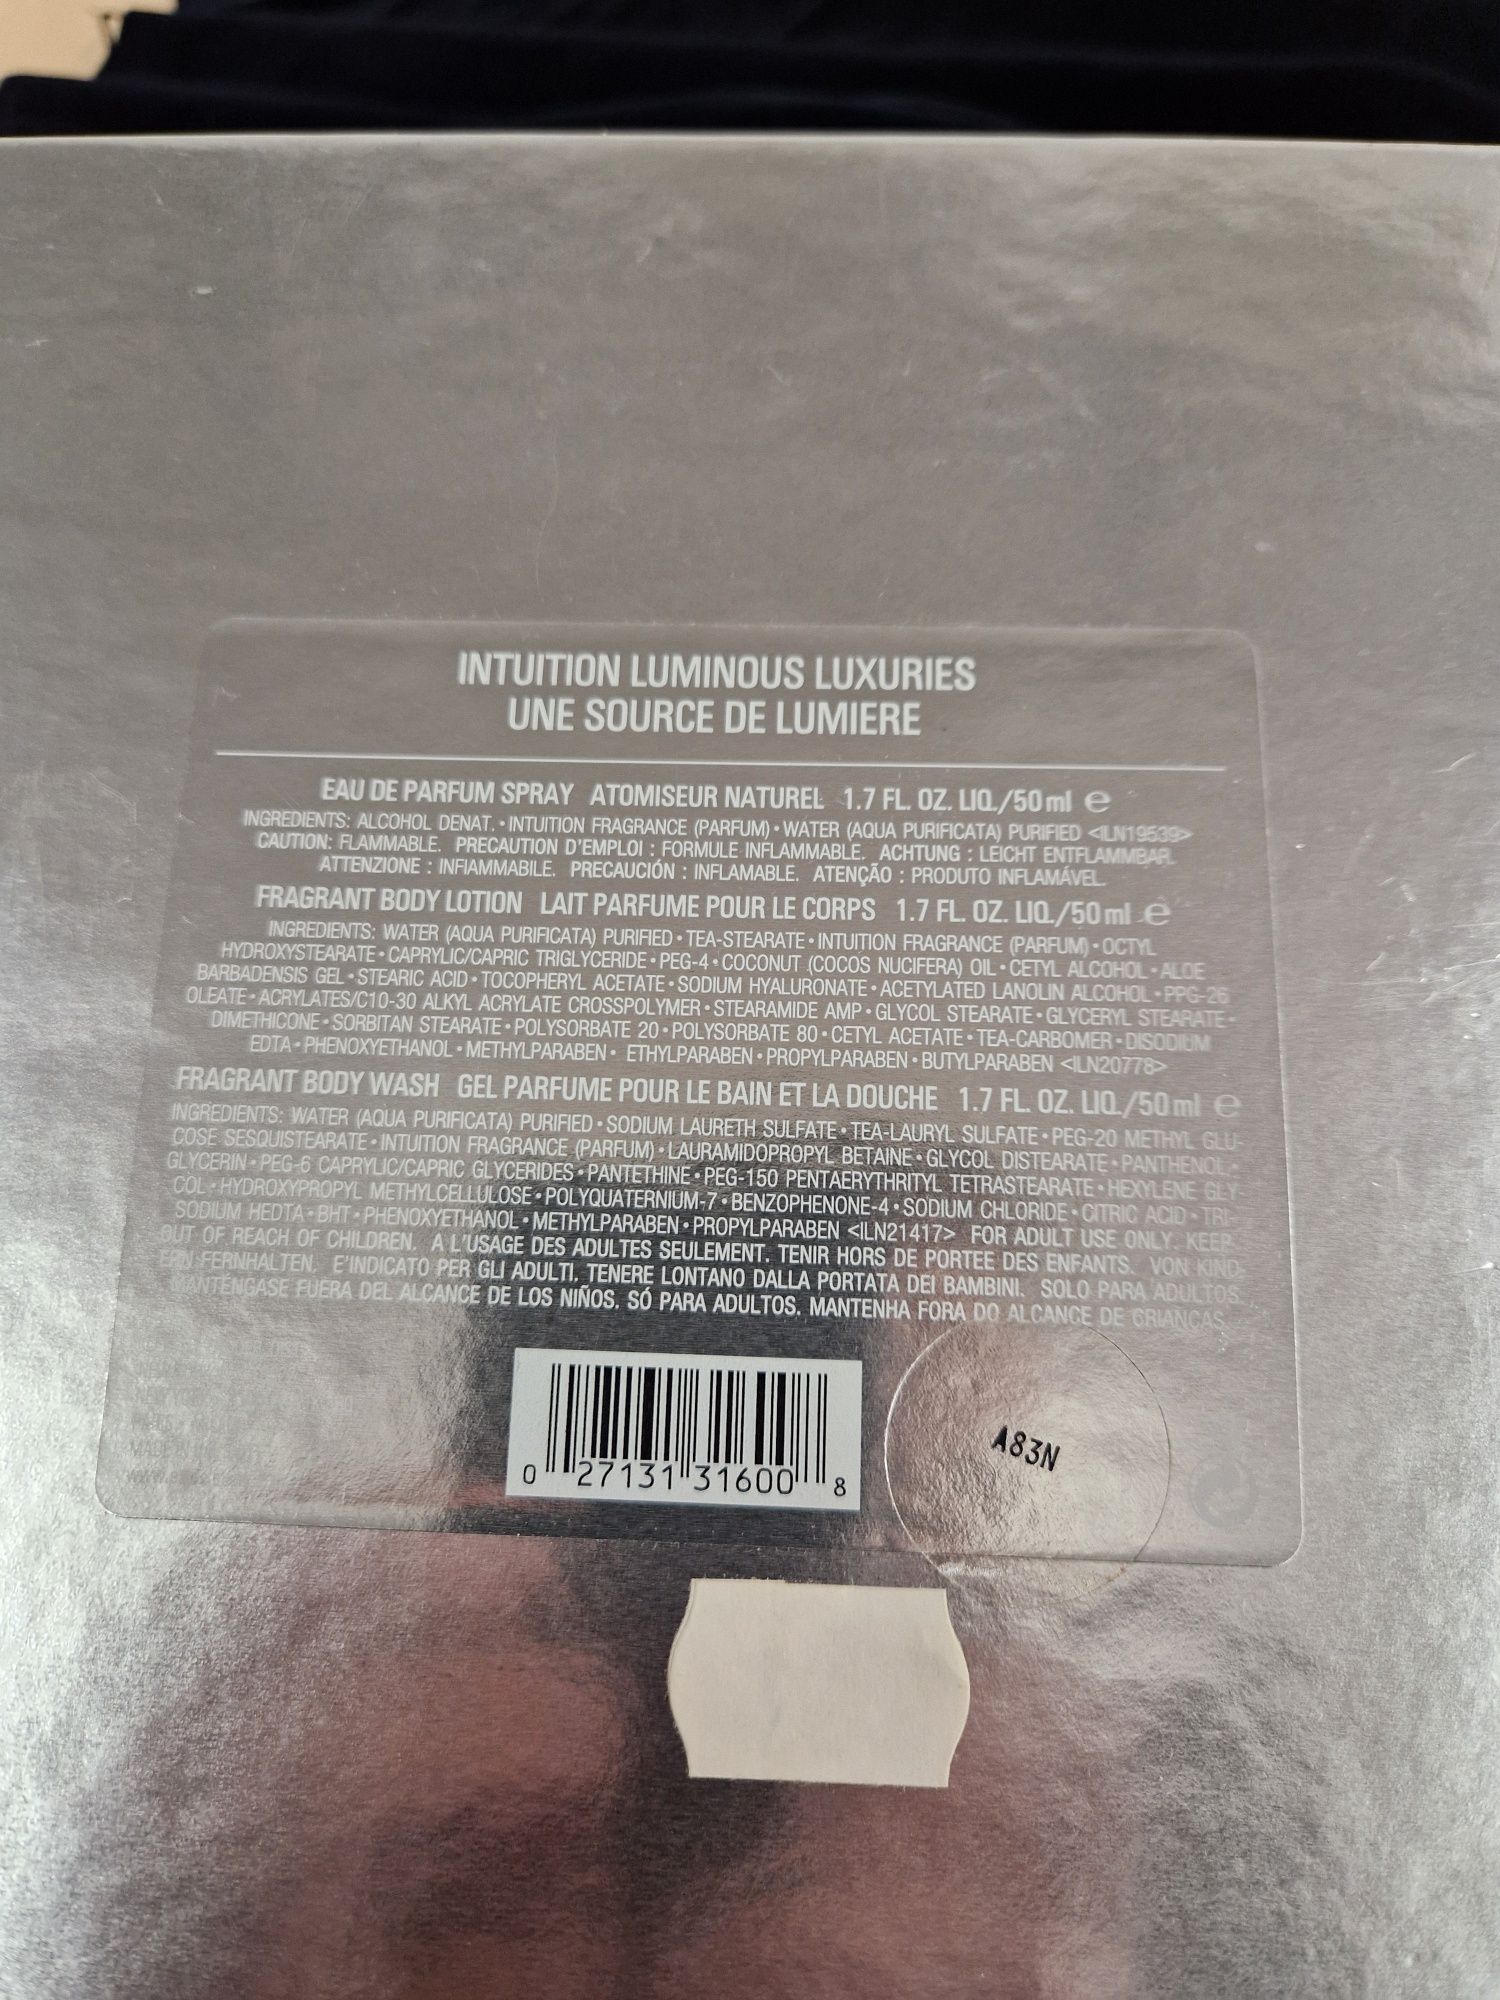 INTUITION LUMINOUS LUXURIES
UNE SOURCE DE LUMIERE
EAU DE PARFUM SPRAY ATOMISEUR NATUREL 1.7 FL. OZ. LIQ./50 ml e
INGREDIENTS: ALCOHOL DENAT. • INTUITION FRAGRANCE (PARFUM) • WATER (AQUA PURIFICATA) PURIFIED <ILN19539>
CAUTION: FLAMMABLE. PRECAUTION D'EMPLOI : FORMULE INFLAMMABLE. ACHTUNG : LEICHT ENTFLAMMBAR.
ATTENZIONE : INFIAMMABILE. PRECAUCIÓN : INFLAMABLE. ATENÇÃO : PRODUTO INFLAMÁVEL.
FRAGRANT BODY LOTION LAIT PARFUME POUR LE CORPS 1.7 FL. OZ. LIQ./50 ml e
INGREDIENTS: WATER (AQUA PURIFICATA) PURIFIED • TEA-STEARATE • INTUITION FRAGRANCE (PARFUM) • OCTYL
HYDROXYSTEARATE • CAPRYLIC/CAPRIC TRIGLYCERIDE • PEG-4 • COCONUT (COCOS NUCIFERA) OIL • CETYL ALCOHOL • ALOE
BARBADENSIS GEL • STEARIC ACID • TOCOPHERYL ACETATE • SODIUM HYALURONATE • ACETYLATED LANOLIN ALCOHOL • PPG-26
OLEATE • ACRYLATES/C10-30 ALKYL ACRYLATE CROSSPOLYMER • STEARAMIDE AMP • GLYCOL STEARATE • GLYCERYL STEARATE •
DIMETHICONE • SORBITAN STEARATE • POLYSORBATE 20 • POLYSORBATE 80 • CETYL ACETATE • TEA-CARBOMER • DISODIUM
EDTA • PHENOXYETHANOL • METHYLPARABEN • ETHYLPARABEN • PROPYLPARABEN • BUTYLPARABEN <ILN20778>
FRAGRANT BODY WASH GEL PARFUME POUR LE BAIN ET LA DOUCHE 1.7 FL. OZ. LIQ./50 ml e
INGREDIENTS: WATER (AQUA PURIFICATA) PURIFIED • SODIUM LAURETH SULFATE • TEA-LAURYL SULFATE • PEG-20 METHYL GLU-
COSE SESQUISTEARATE • INTUITION FRAGRANCE (PARFUM) • LAURAMIDOPROPYL BETAINE • GLYCOL DISTEARATE • PANTHENOL
GLYCERIN • PEG-6 CAPRYLIC/CAPRIC GLYCERIDES • PANTETHINE • PEG-150 PENTAERYTHRITYL TETRASTEARATE • HEXYLENE GLY-
COL • HYDROXYPROPYL METHYLCELLULOSE • POLYQUATERNIUM-7 • BENZOPHENONE-4 • SODIUM CHLORIDE • CITRIC ACID • TRI-
SODIUM HEDTA • BHT • PHENOXYETHANOL • METHYLPARABEN • PROPYLPARABEN <ILN21417> FOR ADULT USE ONLY. KEEP
OUT OF REACH OF CHILDREN. A L'USAGE DES ADULTES SEULEMENT. TENIR HORS DE PORTEE DES ENFANTS. VON KIND-
ERN FERNHALTEN. E'INDICATO PER GLI ADULTI. TENERE LONTANO DALLA PORTATA DEI BAMBINI. SOLO PARA ADULTOS.
MANTÉNGASE FUERA DEL ALCANCE DE LOS NIÑOS. SÓ PARA ADULTOS. MANTENHA FORA DO ALCANCE DE CRIANÇAS.
0 27131 31600 8
A83N